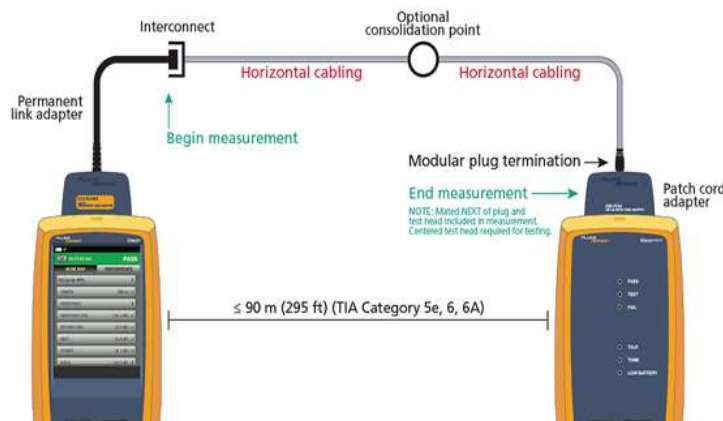 Interconnect
Optional
consolidation point
Horizontal cabling
Horizontal cabling
Permanent
link adapter
Begin measurement
Modular plug termination
End measurement
Patch cord
adapter
NOTE: Mated NEXT of plug and
test head included in measurement.
Centered test head required for testing.
PASS
≤ 90 m (295 ft) (TIA Category 5e, 6, 6A)
PASS
TEST
FAIL
TALK
TONE
LOW BATTERY